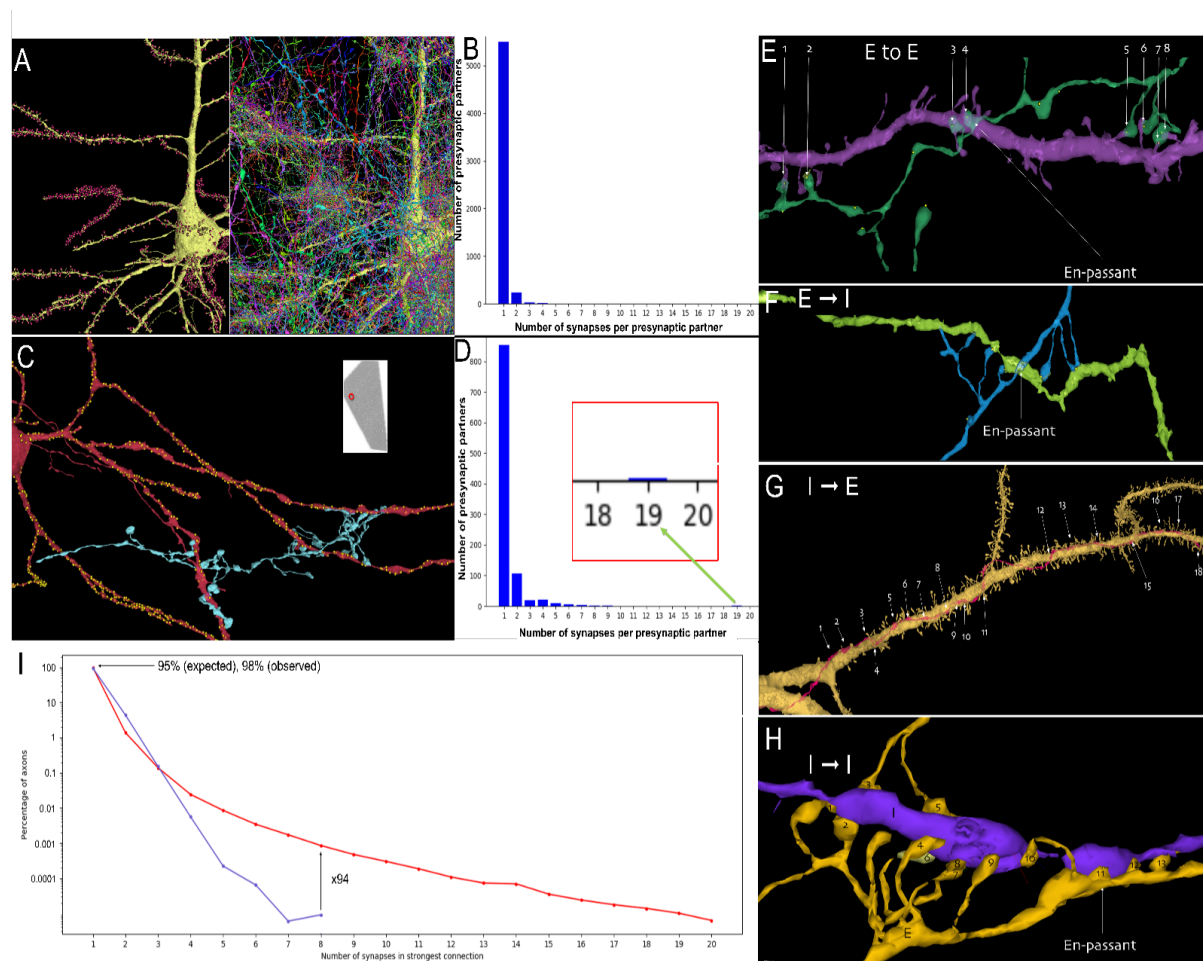 A
B
Number of presynaptic partners
5000
4000
3000
2000
1000
0
1 2 3 4 5 6 7 8 9 10 11 12 13 14 15 16 17 18 19 20
Number of synapses per presynaptic partner
C
D
Number of presynaptic partners
800
700
600
500
400
300
200
100
0
18 19 20
1 2 3 4 5 6 7 8 9 10 11 12 13 14 15 16 17 18 19 20
Number of synapses per presynaptic partner
E
E to E
1 2 3 4 5 6 7 8
En-passant
F
E → I
En-passant
G
I → E
1 2 3 4 5 6 7 8 9 10 11 12 13 14 15 16 17 18
H
I → I
1
2
3
I
5
4
6
8
7
9
10
11
12
13
E
En-passant
I
95% (expected), 98% (observed)
Percentage of axons
100
10
1
0.1
0.01
0.001
0.0001
x94
1 2 3 4 5 6 7 8 9 10 11 12 13 14 15 16 17 18 19 20
Number of synapses in strongest connection